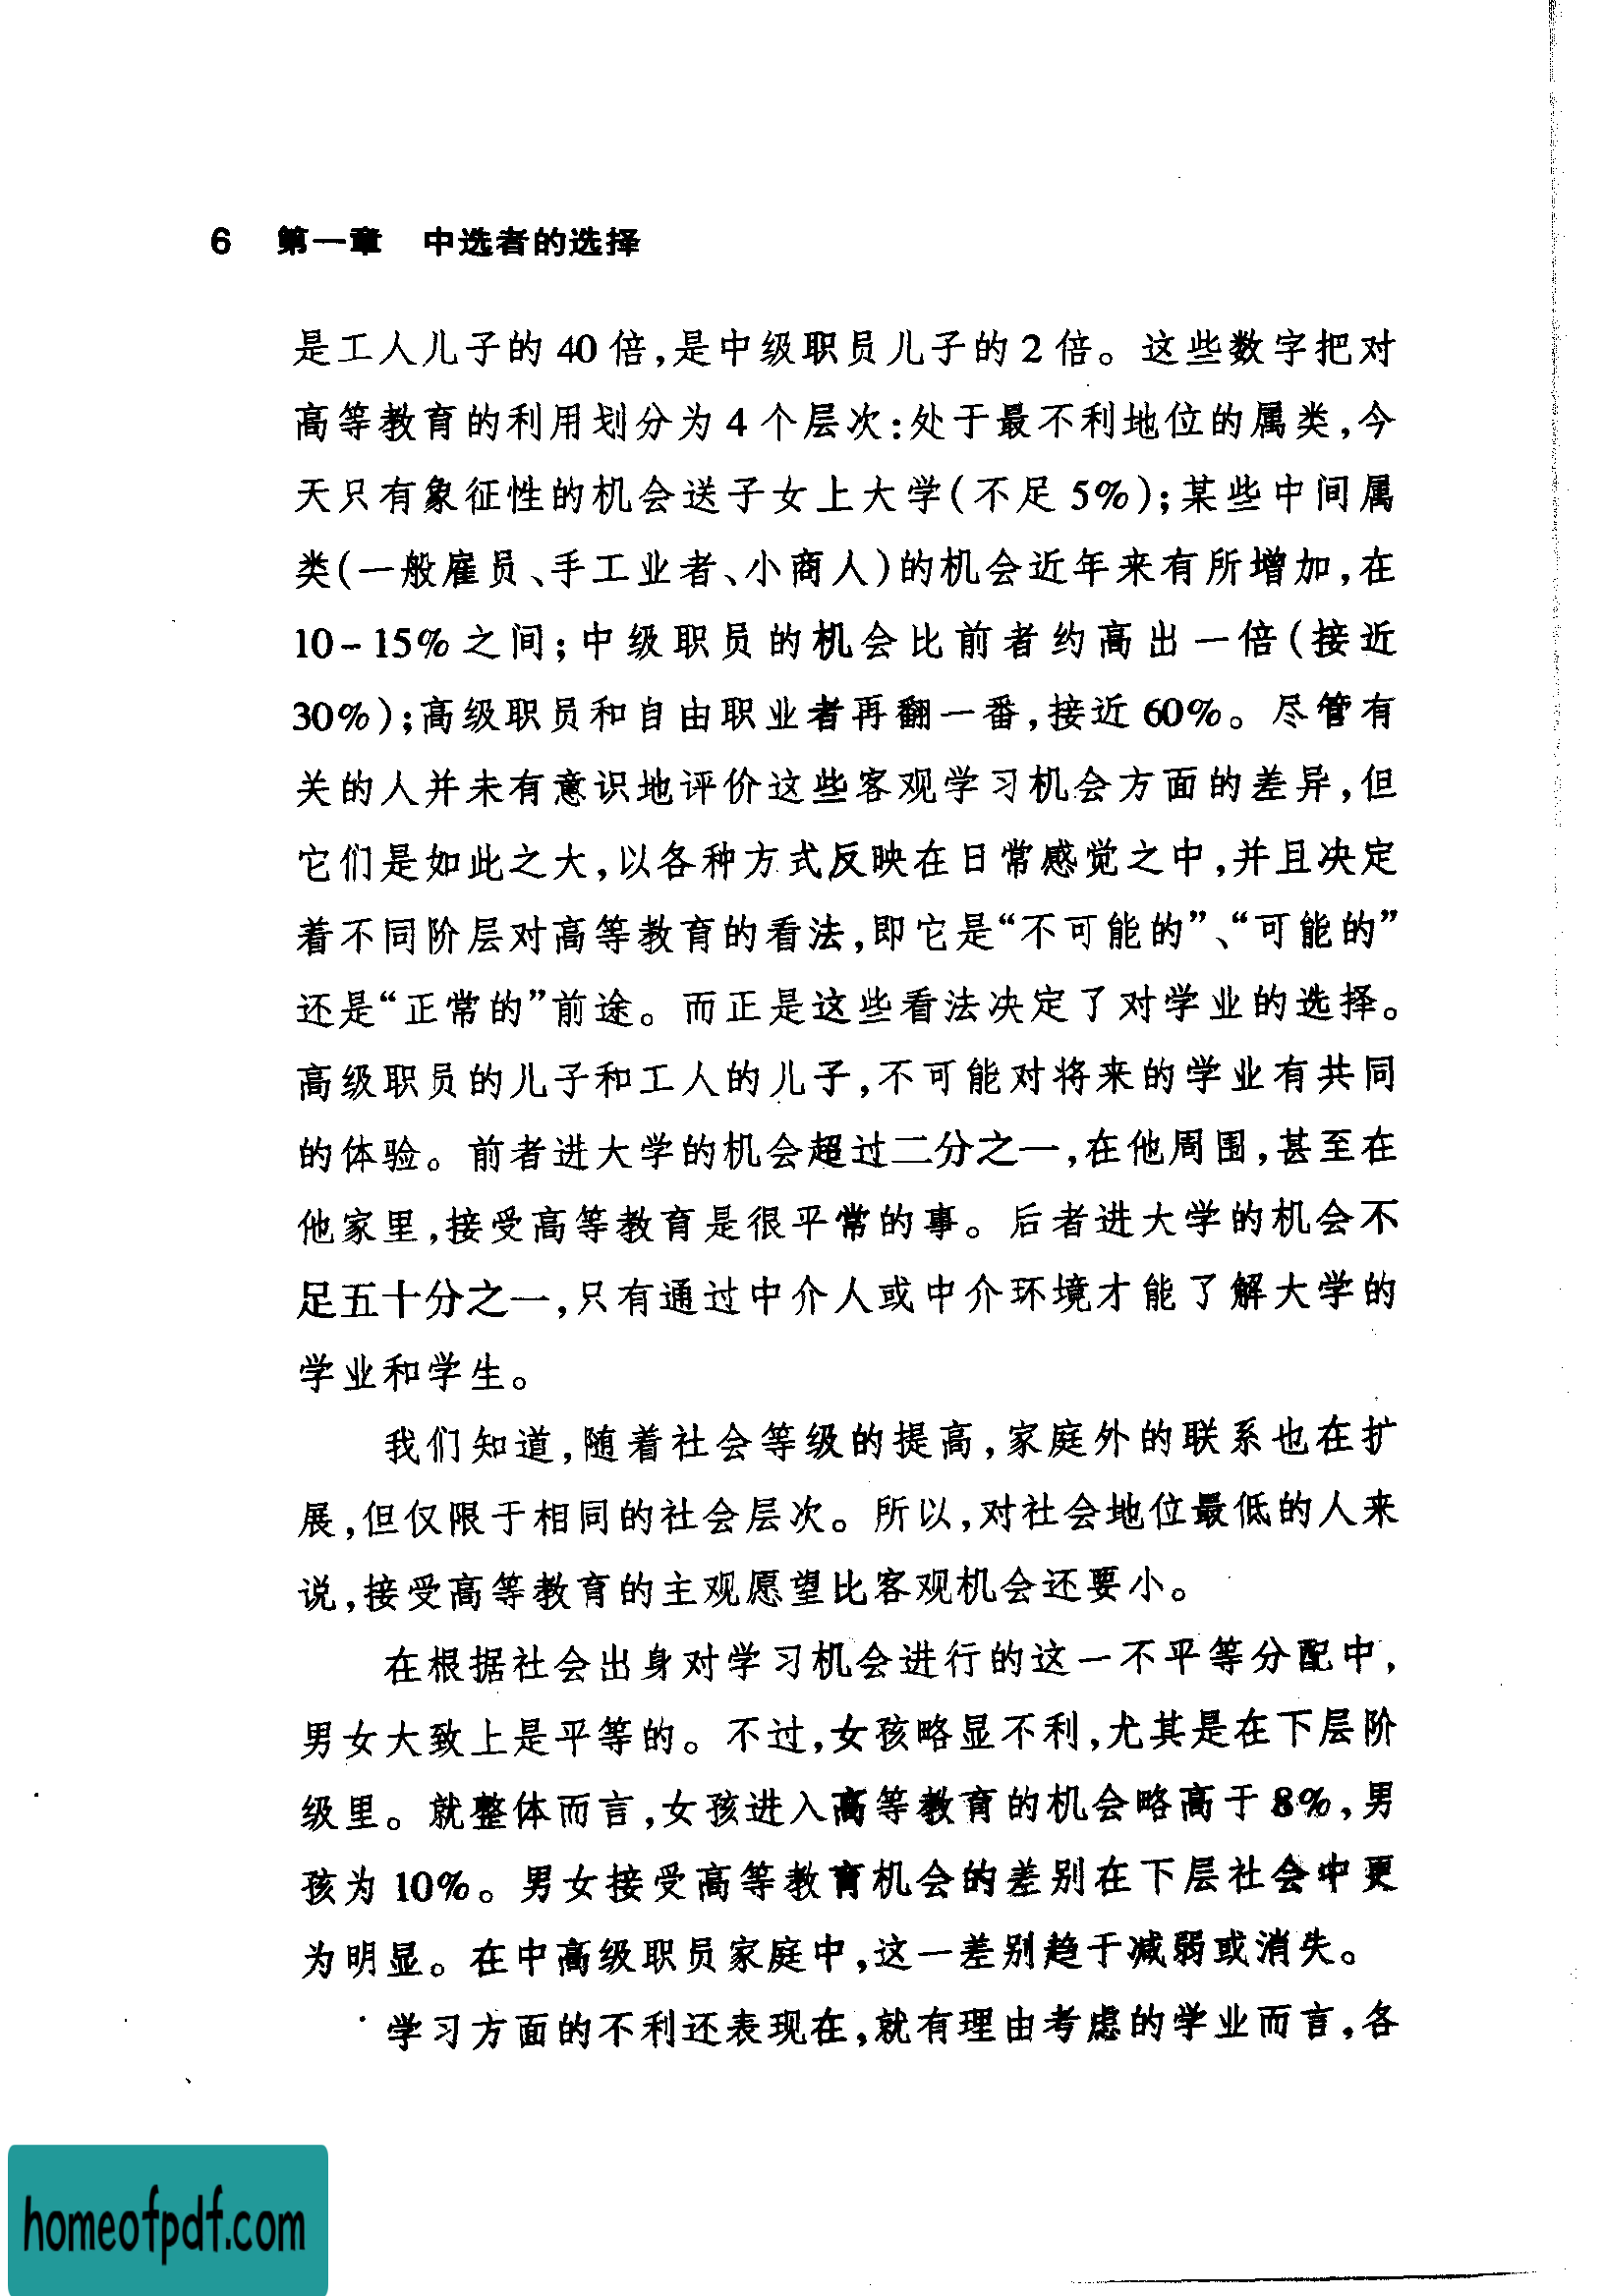 6 第一章 中选者的选择
是工人儿子的 40 倍，是中级职员儿子的 2 倍。这些数字把对
高等教育的利用划分为 4 个层次：处于最不利地位的属类，今
天只有象征性的机会送子女上大学（不足 5%）；某些中间属
类（一般雇员、手工业者、小商人）的机会近年来有所增加，在
10-15% 之间；中级职员的机会比前者约高出一倍（接近
30%）；高级职员和自由职业者再翻一番，接近 60%。尽管有
关的人并未有意识地评价这些客观学习机会方面的差异，但
它们是如此之大，以各种方式反映在日常感觉之中，并且决定
着不同阶层对高等教育的看法，即它是“不可能的”、“可能的”
还是“正常的”前途。而正是这些看法决定了对学业的选择。
高级职员的儿子和工人的儿子，不可能对将来的学业有共同
的体验。前者进大学的机会超过二分之一，在他周围，甚至在
他家里，接受高等教育是很平常的事。后者进大学的机会不
足五十分之一，只有通过中介人或中介环境才能了解大学的
学业和学生。
我们知道，随着社会等级的提高，家庭外的联系也在扩
展，但仅限于相同的社会层次。所以，对社会地位最低的人来
说，接受高等教育的主观愿望比客观机会还要小。
在根据社会出身对学习机会进行的这一不平等分配中，
男女大致上是平等的。不过，女孩略显不利，尤其是在下层阶
级里。就整体而言，女孩进入高等教育的机会略高于 8%，男
孩为 10%。男女接受高等教育机会的差别在下层社会中更
为明显。在中高级职员家庭中，这一差别趋于减弱或消失。
学习方面的不利还表现在，就有理由考虑的学业而言，各
homeofpdf.com